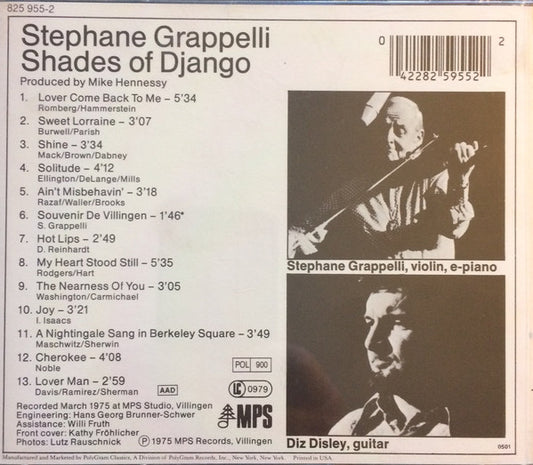 825 955-2
Stephane Grappelli
Shades of Django
Produced by Mike Hennessy
1. Lover Come Back To Me – 5'34
Romberg/Hammerstein
2. Sweet Lorraine – 3'07
Burwell/Parish
3. Shine – 3'34
Mack/Brown/Dabney
4. Solitude – 4'12
Ellington/DeLange/Mills
5. Ain't Misbehavin' – 3'18
Razaf/Waller/Brooks
6. Souvenir De Villingen – 1'46*
S. Grappelli
7. Hot Lips – 2'49
D. Reinhardt
8. My Heart Stood Still – 5'35
Rodgers/Hart
9. The Nearness Of You – 3'05
Washington/Carmichael
10. Joy – 3'21
I. Isaacs
11. A Nightingale Sang in Berkeley Square – 3'49
Maschwitz/Sherwin
12. Cherokee – 4'08
Noble
13. Lover Man – 2'59
Davis/Ramirez/Sherman
AAD
POL 900
LC 0979
Recorded March 1975 at MPS Studio, Villingen
Engineering: Hans Georg Brunner-Schwer
Assistance: Willi Fruth
Front cover: Kathy Fröhlicher
Photos: Lutz Rauschnick
MPS
℗ 1975 MPS Records, Villingen
0 42282 59552 2
Stephane Grappelli, violin, e-piano
Diz Disley, guitar
0501
Manufactured and Marketed by PolyGram Classics, A Division of PolyGram Records, Inc., New York, New York. Printed in USA.